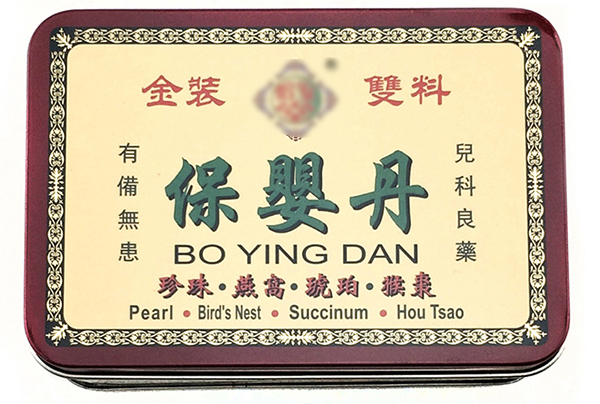 金裝 雙料
有備無患
保嬰丹
兒科良藥
BO YING DAN
珍珠・燕窩・琥珀・猴棗
Pearl • Bird's Nest • Succinum • Hou Tsao